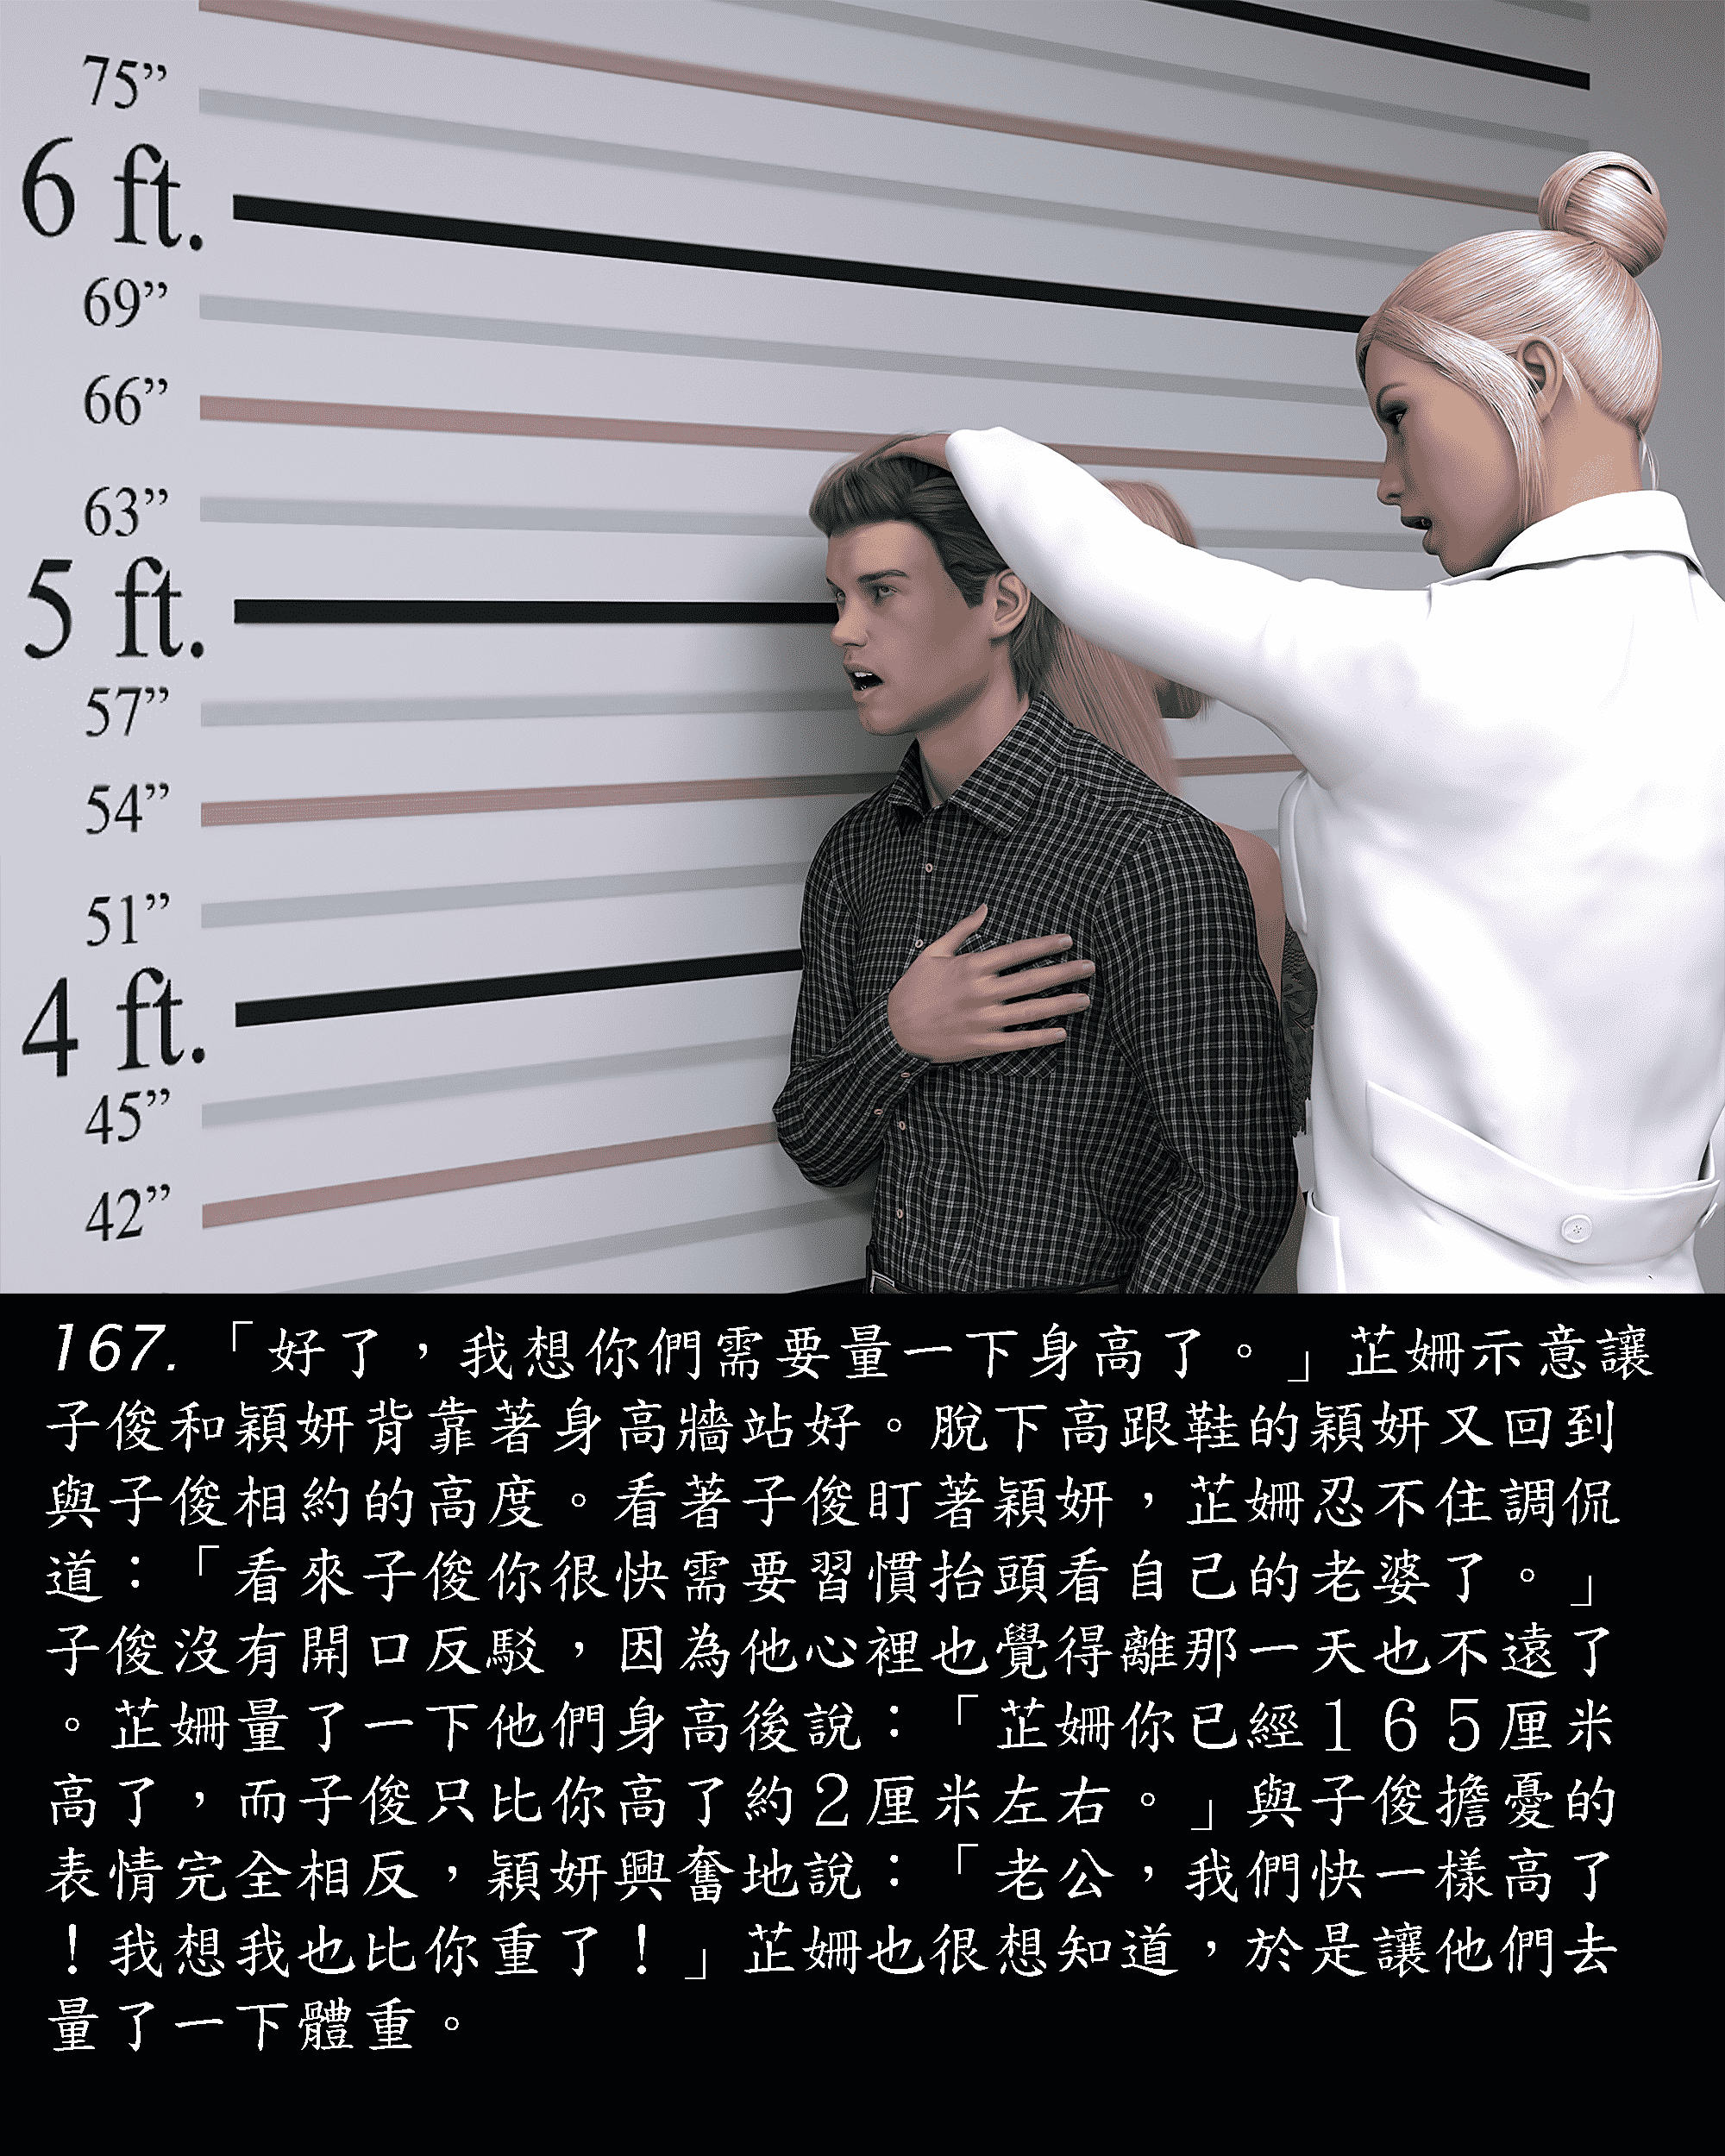 75”
6 ft.
69”
66”
63”
5 ft.
57”
54”
51”
4 ft.
45”
42”
167. 「好了，我想你們需要量一下身高了。」芷姍示意讓
子俊和穎妍背靠著身高牆站好。脫下高跟鞋的穎妍又回到
與子俊相約的高度。看著子俊盯著穎妍，芷姍忍不住調侃
道：「看來子俊你很快需要習慣抬頭看自己的老婆了。」
子俊沒有開口反駁，因為他心裡也覺得離那一天也不遠了
。芷姍量了一下他們身高後說：「芷姍你已經１６５厘米
高了，而子俊只比你高了約２厘米左右。」與子俊擔憂的
表情完全相反，穎妍興奮地說：「老公，我們快一樣高了
！我想我也比你重了！」芷姍也很想知道，於是讓他們去
量了一下體重。